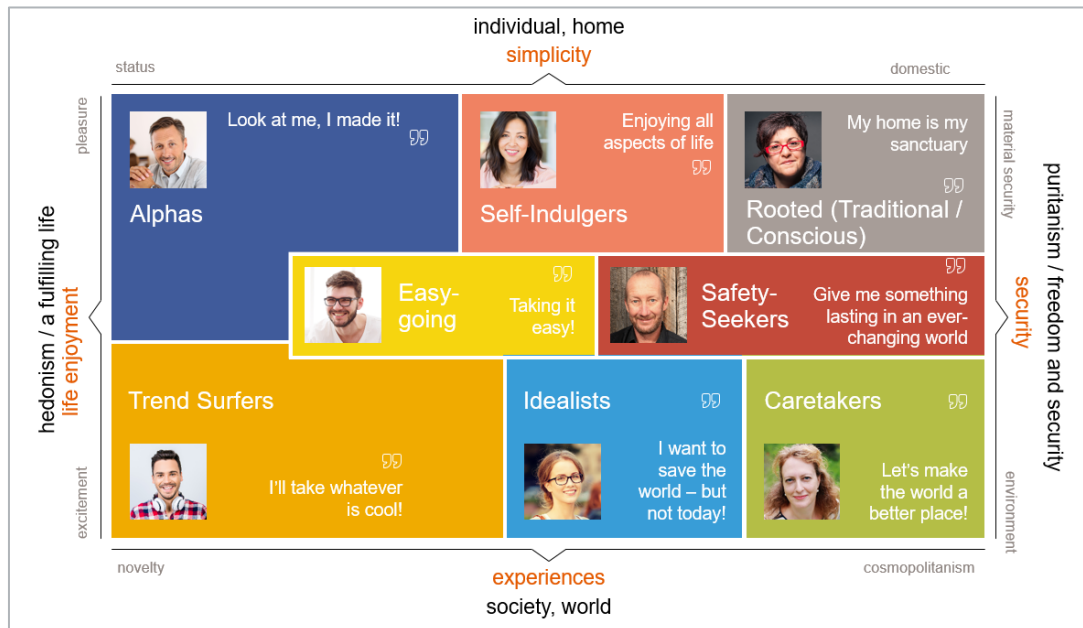 individual, home
simplicity
status
domestic
pleasure
hedonism / a fulfilling life
life enjoyment
excitement
Look at me, I made it!
Alphas
Enjoying all
aspects of life
Self-Indulgers
My home is my
sanctuary
Rooted (Traditional /
Conscious)
Easy-
going
Taking it
easy!
Safety-
Seekers
Give me something
lasting in an ever-
changing world
Trend Surfers
I'll take whatever
is cool!
Idealists
I want to
save the
world – but
not today!
Caretakers
Let's make
the world a
better place!
material security
security
puritanism / freedom and security
environment
novelty
cosmopolitanism
experiences
society, world